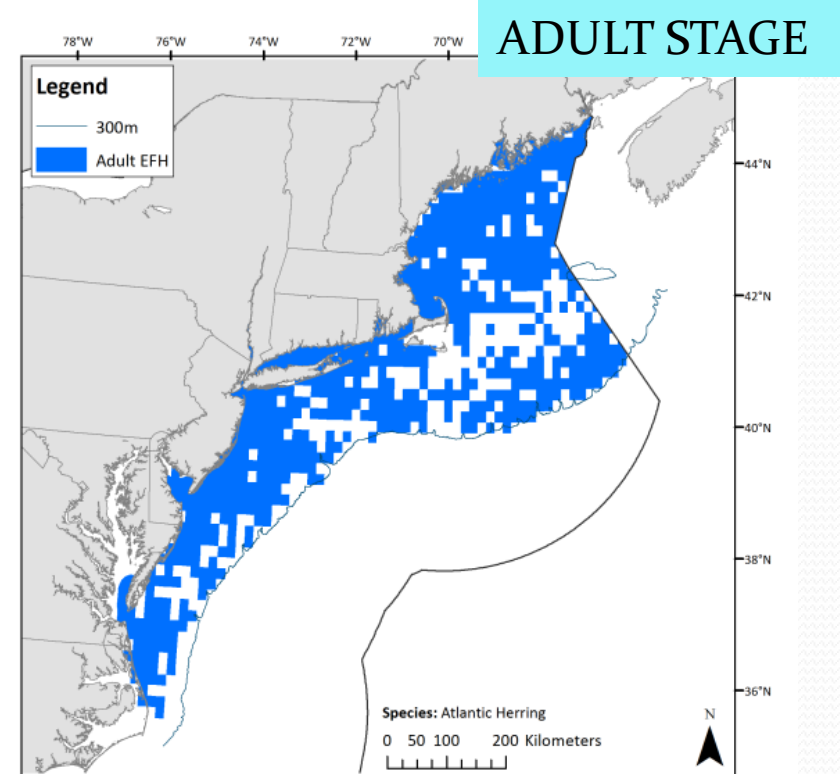 ADULT STAGE
78°W 76°W 74°W 72°W 70°W
Legend
300m
Adult EFH
44°N
42°N
40°N
38°N
36°N
Species: Atlantic Herring
N
0 50 100 200 Kilometers